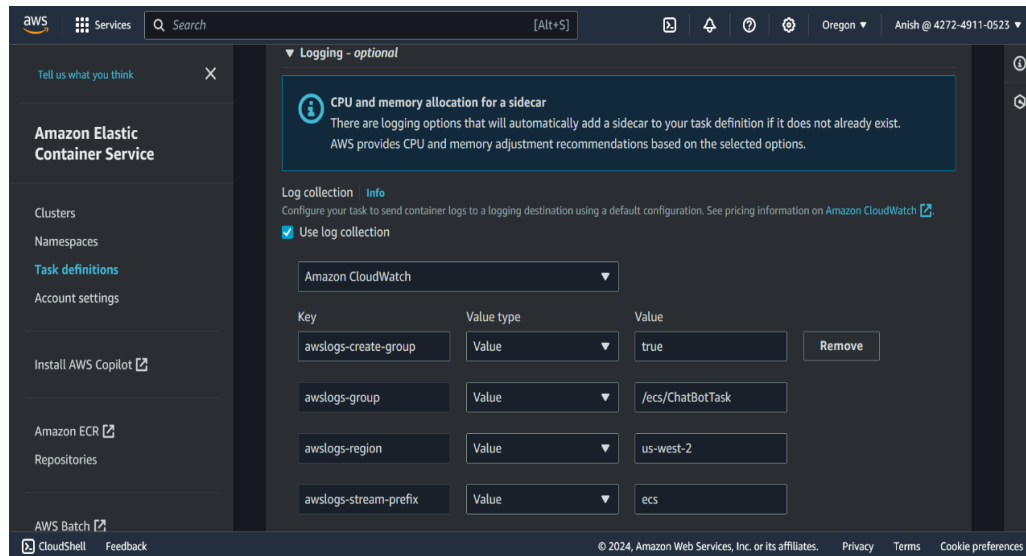 aws Services Search [Alt+S] Oregon ▼ Anish @ 4272-4911-0523 ▼
Tell us what you think X
Amazon Elastic
Container Service
Clusters
Namespaces
Task definitions
Account settings
Install AWS Copilot
Amazon ECR
Repositories
AWS Batch
▼ Logging - optional
CPU and memory allocation for a sidecar
There are logging options that will automatically add a sidecar to your task definition if it does not already exist.
AWS provides CPU and memory adjustment recommendations based on the selected options.
Log collection Info
Configure your task to send container logs to a logging destination using a default configuration. See pricing information on Amazon CloudWatch.
Use log collection
Amazon CloudWatch
Key Value type Value
awslogs-create-group Value true Remove
awslogs-group Value /ecs/ChatBotTask
awslogs-region Value us-west-2
awslogs-stream-prefix Value ecs
CloudShell Feedback © 2024, Amazon Web Services, Inc. or its affiliates. Privacy Terms Cookie preferences